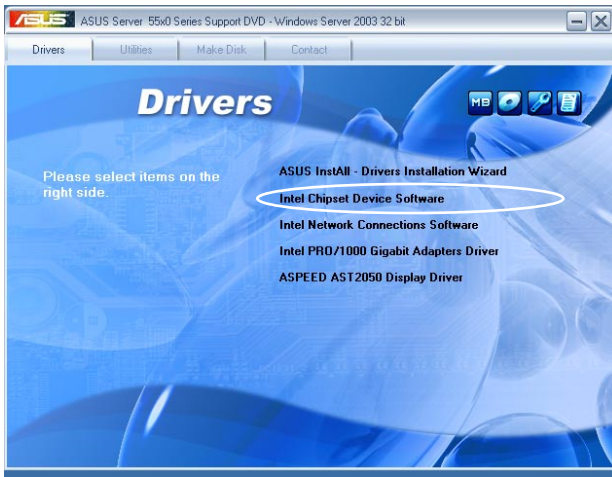 ASUS ASUS Server 55x0 Series Support DVD - Windows Server 2003 32 bit
Drivers Utilities Make Disk Contact
Drivers
MB
Please select items on the
right side.
ASUS InstAll - Drivers Installation Wizard
Intel Chipset Device Software
Intel Network Connections Software
Intel PRO/1000 Gigabit Adapters Driver
ASPEED AST2050 Display Driver